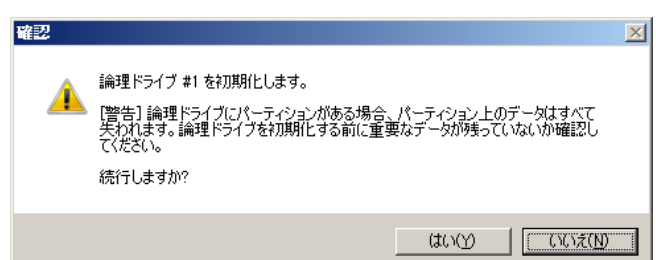 確認
論理ドライブ #1 を初期化します。
[警告] 論理ドライブにパーティションがある場合、パーティション上のデータはすべて
失われます。論理ドライブを初期化する前に重要なデータが残っていないか確認し
てください。
続行しますか?
はい(Y) いいえ(N)